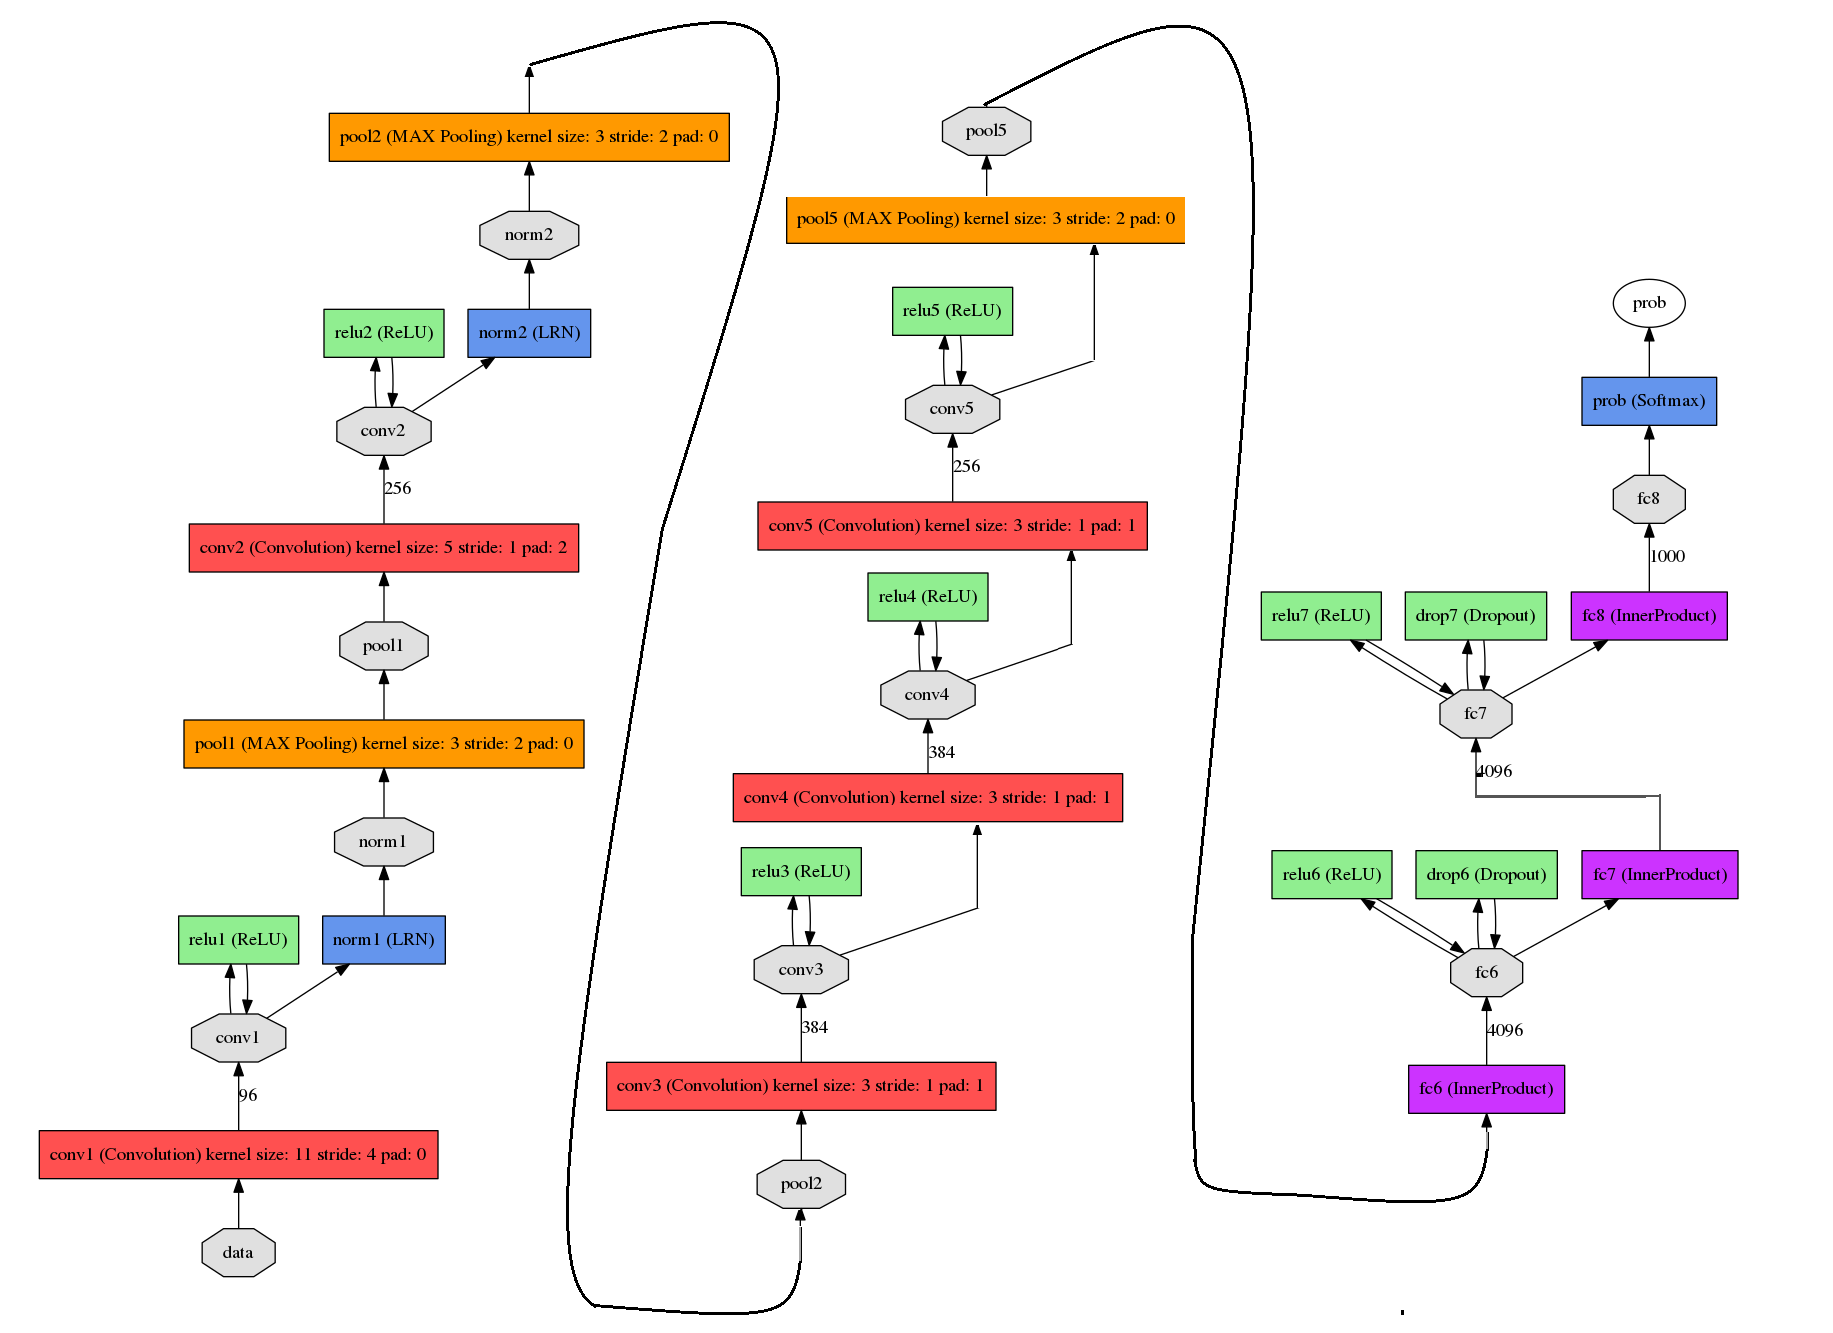 pool2 (MAX Pooling) kernel size: 3 stride: 2 pad: 0
norm2
relu2 (ReLU)
norm2 (LRN)
conv2
256
conv2 (Convolution) kernel size: 5 stride: 1 pad: 2
pool1
pool1 (MAX Pooling) kernel size: 3 stride: 2 pad: 0
norm1
relu1 (ReLU)
norm1 (LRN)
conv1
96
conv1 (Convolution) kernel size: 11 stride: 4 pad: 0
data
pool5
pool5 (MAX Pooling) kernel size: 3 stride: 2 pad: 0
relu5 (ReLU)
conv5
256
conv5 (Convolution) kernel size: 3 stride: 1 pad: 1
relu4 (ReLU)
conv4
384
conv4 (Convolution) kernel size: 3 stride: 1 pad: 1
relu3 (ReLU)
conv3
384
conv3 (Convolution) kernel size: 3 stride: 1 pad: 1
pool2
prob
prob (Softmax)
fc8
1000
relu7 (ReLU)
drop7 (Dropout)
fc8 (InnerProduct)
fc7
4096
relu6 (ReLU)
drop6 (Dropout)
fc7 (InnerProduct)
fc6
4096
fc6 (InnerProduct)